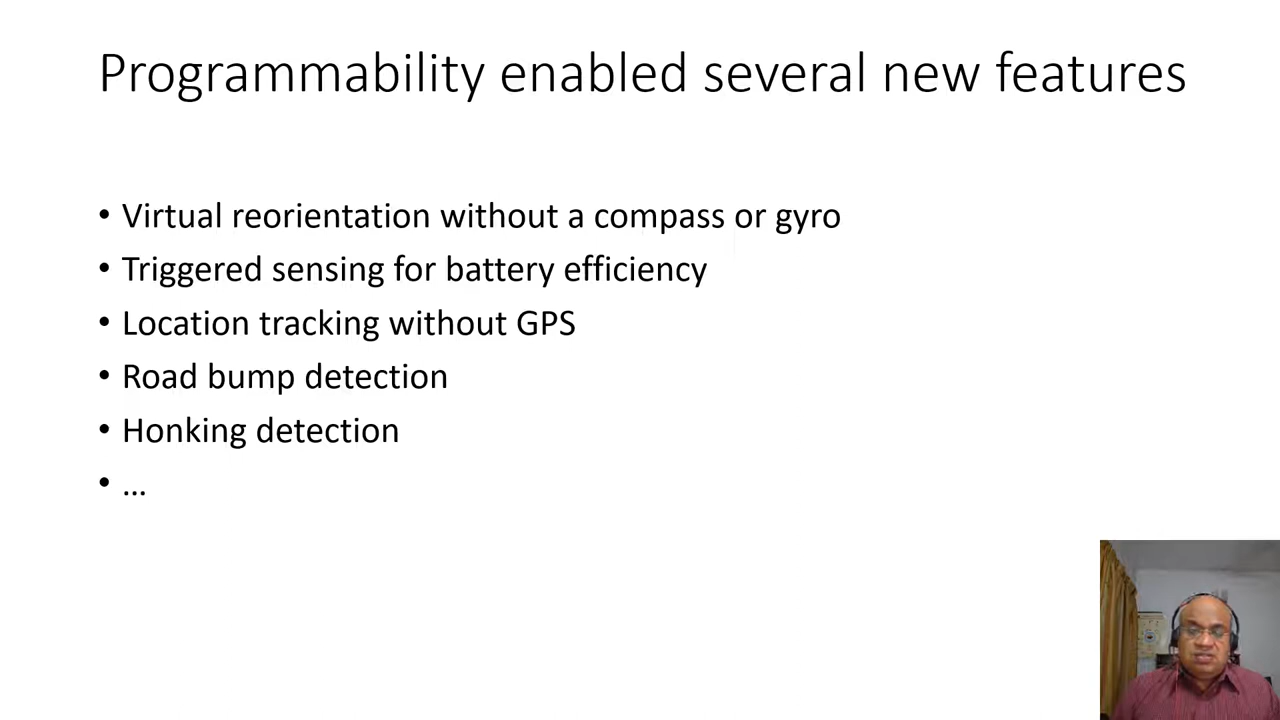 Programmability enabled several new features
• Virtual reorientation without a compass or gyro
• Triggered sensing for battery efficiency
• Location tracking without GPS
• Road bump detection
• Honking detection
• ...